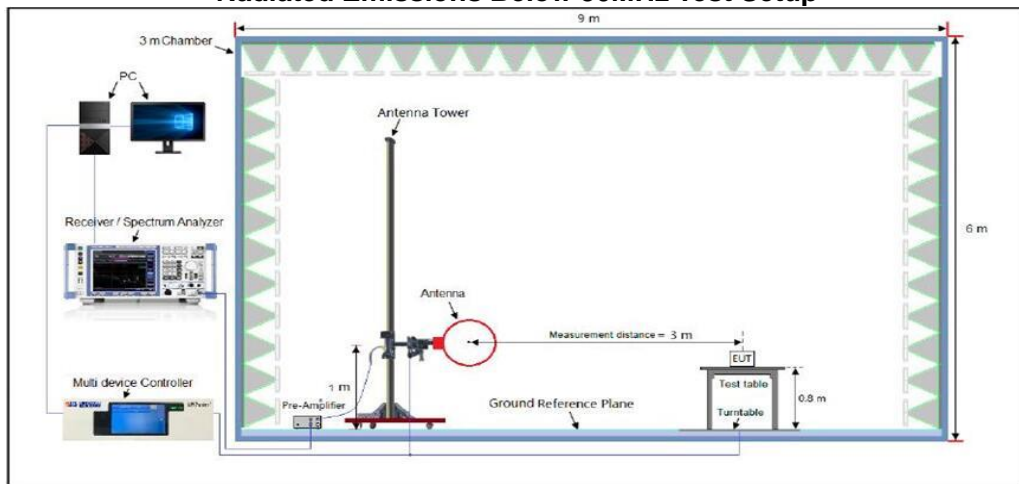 Radiated Emissions Below 30MHz Test Setup
9 m
3 m Chamber
PC
Antenna Tower
Receiver / Spectrum Analyzer
6 m
Antenna
Measurement distance = 3 m
EUT
Multi device Controller
1 m
Test table
Pre-Amplifier
Ground Reference Plane
Turntable
0.8 m